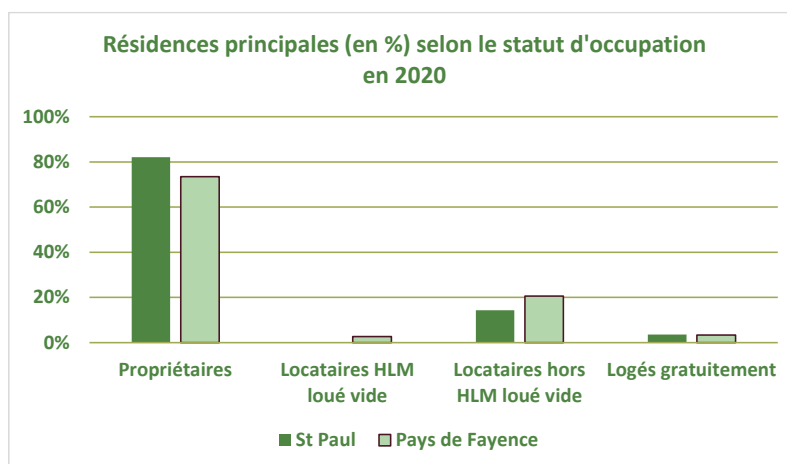 Résidences principales (en %) selon le statut d'occupation
en 2020
100%
80%
60%
40%
20%
0%
Propriétaires
Locataires HLM
loué vide
Locataires hors
HLM loué vide
Logés gratuitement
St Paul
Pays de Fayence